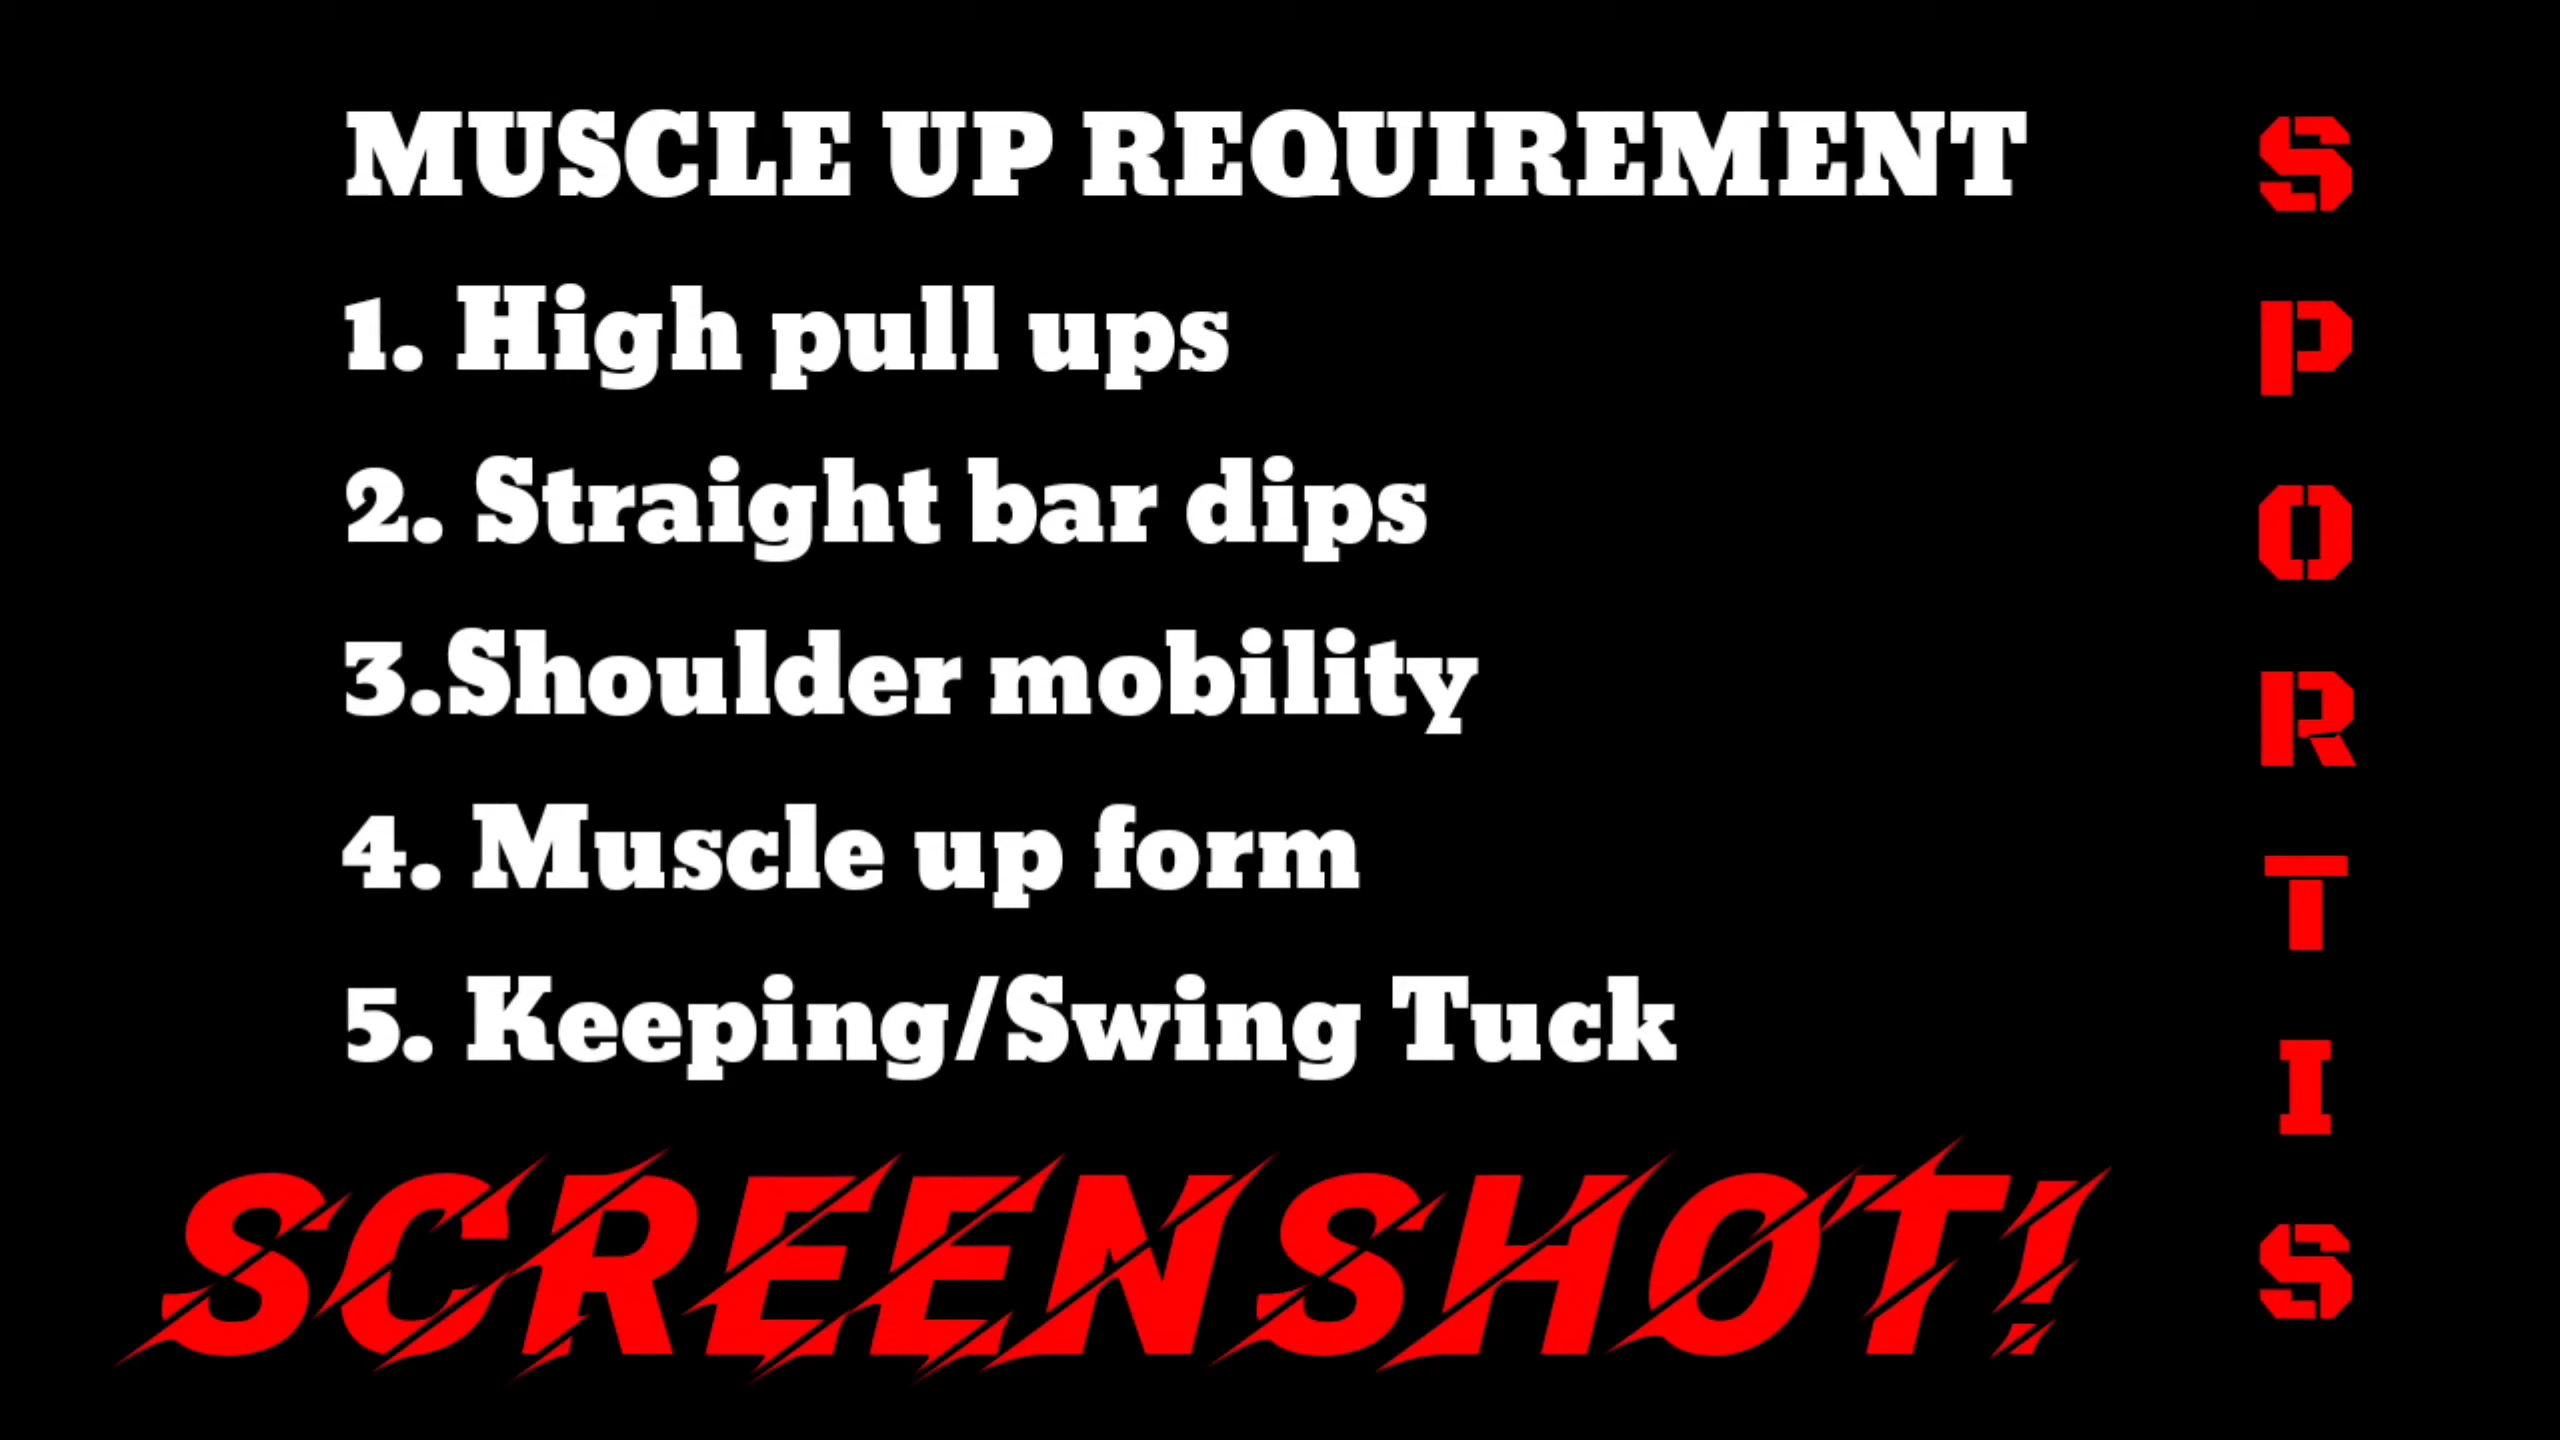 MUSCLE UP REQUIREMENT
1. High pull ups
2. Straight bar dips
3.Shoulder mobility
4. Muscle up form
5. Keeping/Swing Tuck
SCREENSHOT!
SPORTIS